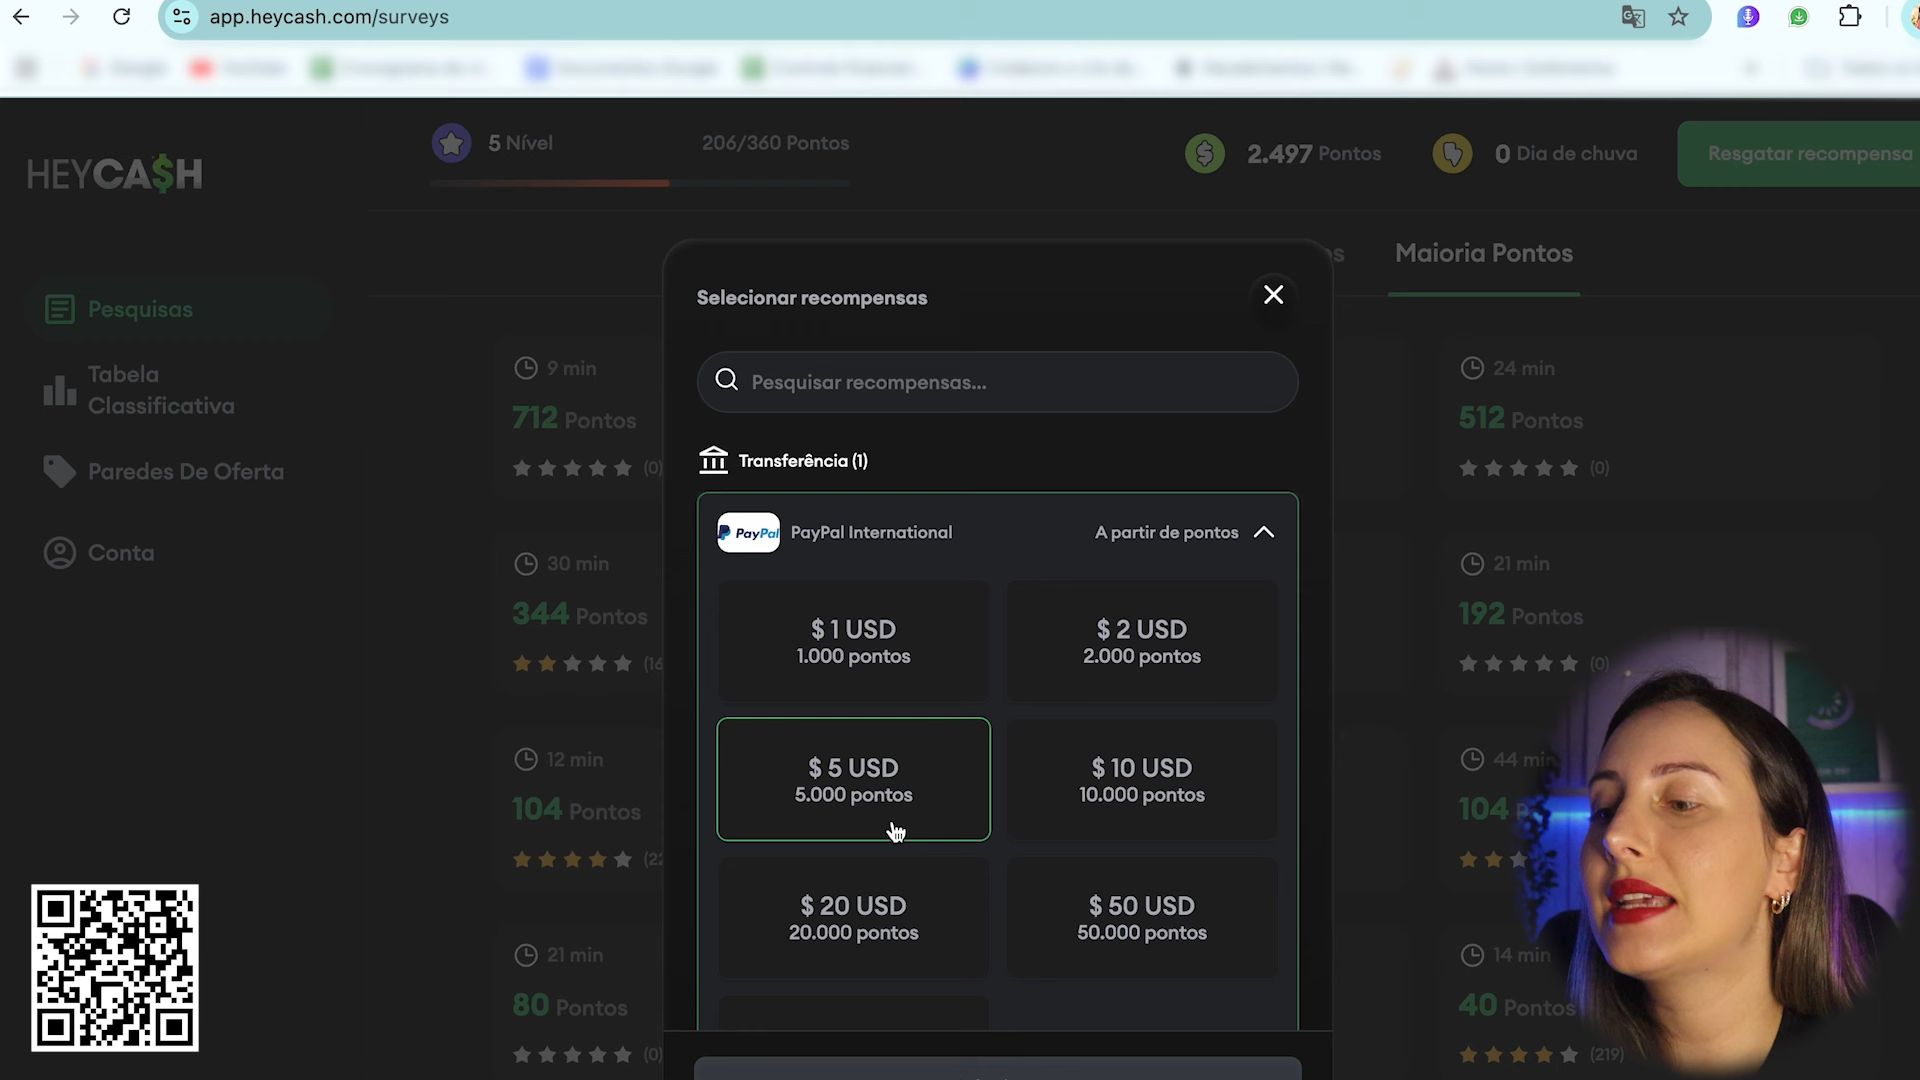 app.heycash.com/surveys
HEYCA$H
5 Nível
206/360 Pontos
2.497 Pontos
0 Dia de chuva
Resgatar recompensa
Maioria Pontos
Pesquisas
Tabela
Classificativa
Paredes De Oferta
Conta
9 min
712 Pontos
(0)
30 min
344 Pontos
12 min
104 Pontos
21 min
80 Pontos
(0)
Selecionar recompensas
Pesquisar recompensas...
Transferência (1)
PayPal
PayPal International
A partir de pontos
$ 1 USD
1.000 pontos
$ 2 USD
2.000 pontos
$ 5 USD
5.000 pontos
$ 10 USD
10.000 pontos
$ 20 USD
20.000 pontos
$ 50 USD
50.000 pontos
24 min
512 Pontos
(0)
21 min
192 Pontos
(0)
44 min
104
14 min
40 Pontos
(219)